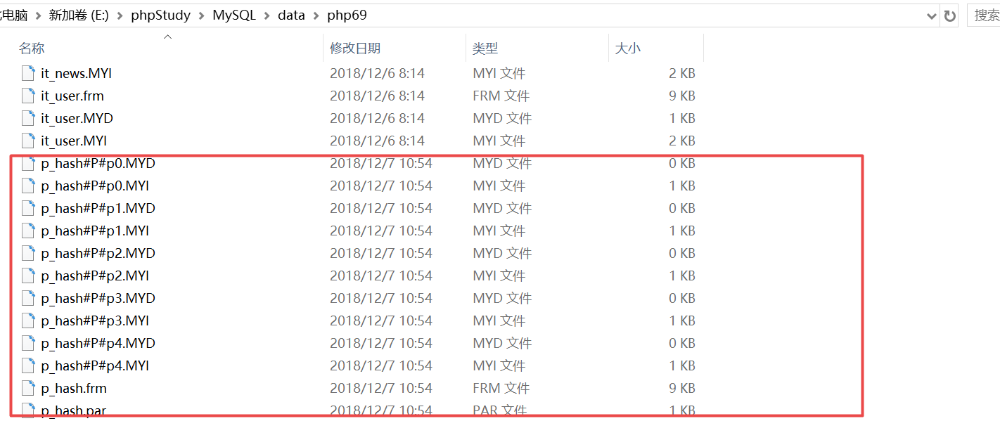 电脑 > 新加卷 (E:) > phpStudy > MySQL > data > php69 搜索
名称 修改日期 类型 大小
it_news.MYI 2018/12/6 8:14 MYI 文件 2 KB
it_user.frm 2018/12/6 8:14 FRM 文件 9 KB
it_user.MYD 2018/12/6 8:14 MYD 文件 1 KB
it_user.MYI 2018/12/6 8:14 MYI 文件 2 KB
p_hash#P#p0.MYD 2018/12/7 10:54 MYD 文件 0 KB
p_hash#P#p0.MYI 2018/12/7 10:54 MYI 文件 1 KB
p_hash#P#p1.MYD 2018/12/7 10:54 MYD 文件 0 KB
p_hash#P#p1.MYI 2018/12/7 10:54 MYI 文件 1 KB
p_hash#P#p2.MYD 2018/12/7 10:54 MYD 文件 0 KB
p_hash#P#p2.MYI 2018/12/7 10:54 MYI 文件 1 KB
p_hash#P#p3.MYD 2018/12/7 10:54 MYD 文件 0 KB
p_hash#P#p3.MYI 2018/12/7 10:54 MYI 文件 1 KB
p_hash#P#p4.MYD 2018/12/7 10:54 MYD 文件 0 KB
p_hash#P#p4.MYI 2018/12/7 10:54 MYI 文件 1 KB
p_hash.frm 2018/12/7 10:54 FRM 文件 9 KB
p_hash.par 2018/12/7 10:54 PAR 文件 1 KB